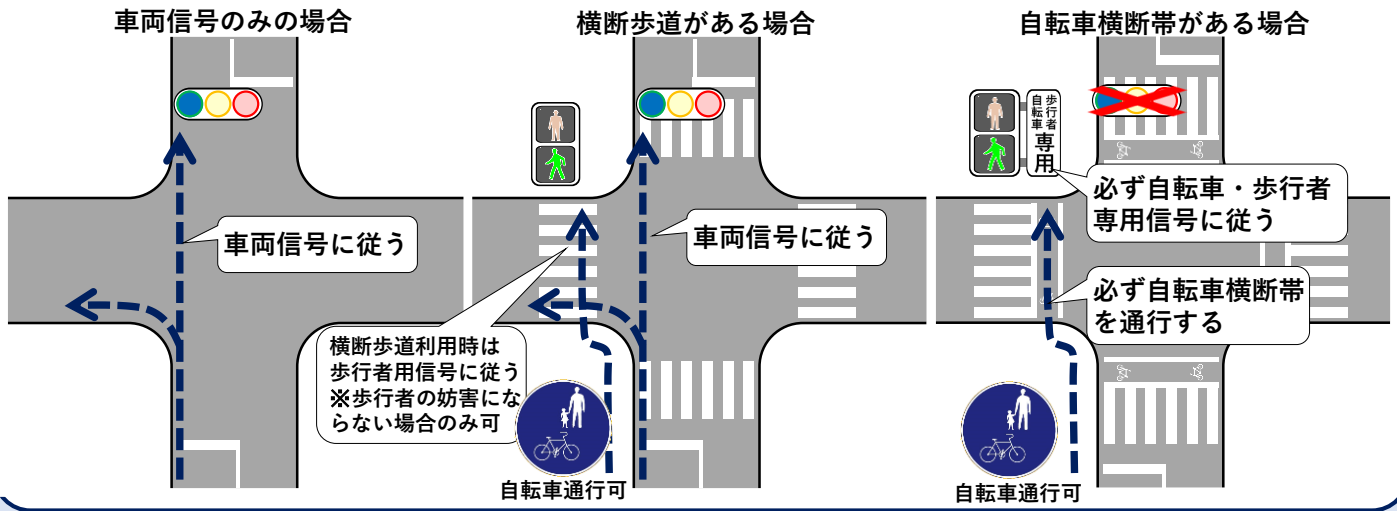 車両信号のみの場合
車両信号に従う
横断歩道がある場合
車両信号に従う
横断歩道利用時は
歩行者用信号に従う
※歩行者の妨害にな
らない場合のみ可
自転車通行可
自転車横断帯がある場合
歩行者
自転車
専用
必ず自転車・歩行者
専用信号に従う
必ず自転車横断帯
を通行する
自転車通行可